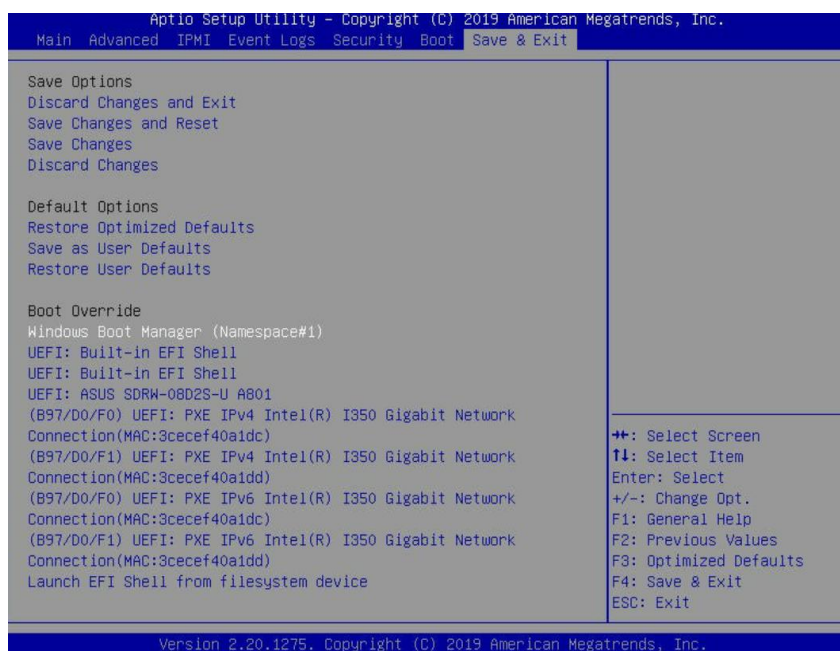 Aptio Setup Utility – Copyright (C) 2019 American Megatrends, Inc.
Main Advanced IPMI Event Logs Security Boot Save & Exit
Save Options
Discard Changes and Exit
Save Changes and Reset
Save Changes
Discard Changes
Default Options
Restore Optimized Defaults
Save as User Defaults
Restore User Defaults
Boot Override
Windows Boot Manager (Namespace#1)
UEFI: Built-in EFI Shell
UEFI: Built-in EFI Shell
UEFI: ASUS SDRW-08D2S-U A801
(B97/D0/F0) UEFI: PXE IPv4 Intel(R) I350 Gigabit Network
Connection(MAC:3cecef40a1dc)
(B97/D0/F1) UEFI: PXE IPv4 Intel(R) I350 Gigabit Network
Connection(MAC:3cecef40a1dd)
(B97/D0/F0) UEFI: PXE IPv6 Intel(R) I350 Gigabit Network
Connection(MAC:3cecef40a1dc)
(B97/D0/F1) UEFI: PXE IPv6 Intel(R) I350 Gigabit Network
Connection(MAC:3cecef40a1dd)
Launch EFI Shell from filesystem device
→←: Select Screen
↑↓: Select Item
Enter: Select
+/-: Change Opt.
F1: General Help
F2: Previous Values
F3: Optimized Defaults
F4: Save & Exit
ESC: Exit
Version 2.20.1275. Copyright (C) 2019 American Megatrends, Inc.